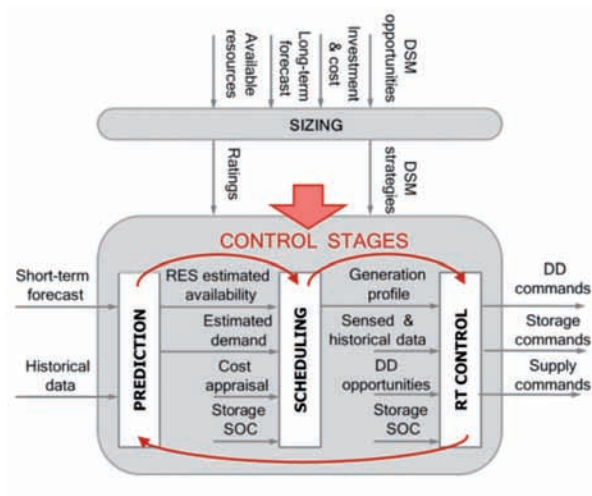 Available
resources
Long-term
forecast
Investment
& cost
DSM
opportunities
SIZING
Ratings
DSM
strategies
CONTROL STAGES
Short-term
forecast
Historical
data
PREDICTION
RES estimated
availability
Estimated
demand
Cost
appraisal
Storage
SOC
SCHEDULING
Generation
profile
Sensed &
historical data
DD
opportunities
Storage
SOC
RT CONTROL
DD
commands
Storage
commands
Supply
commands